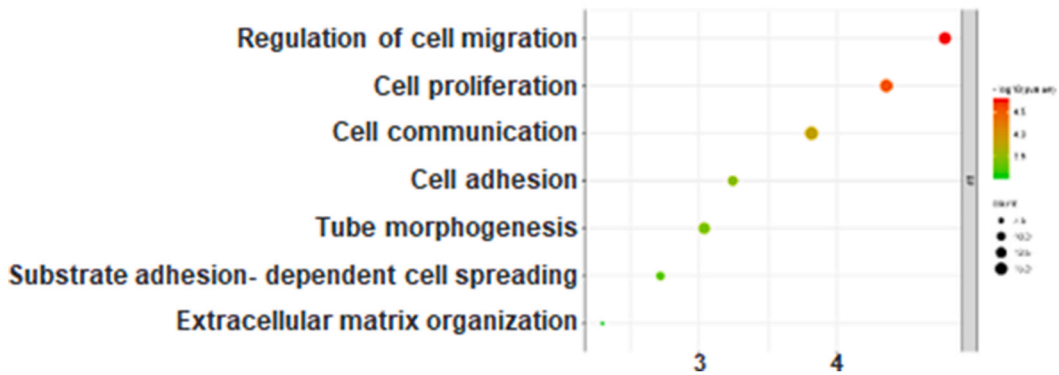 Regulation of cell migration
Cell proliferation
Cell communication
Cell adhesion
Tube morphogenesis
Substrate adhesion- dependent cell spreading
Extracellular matrix organization
3
4